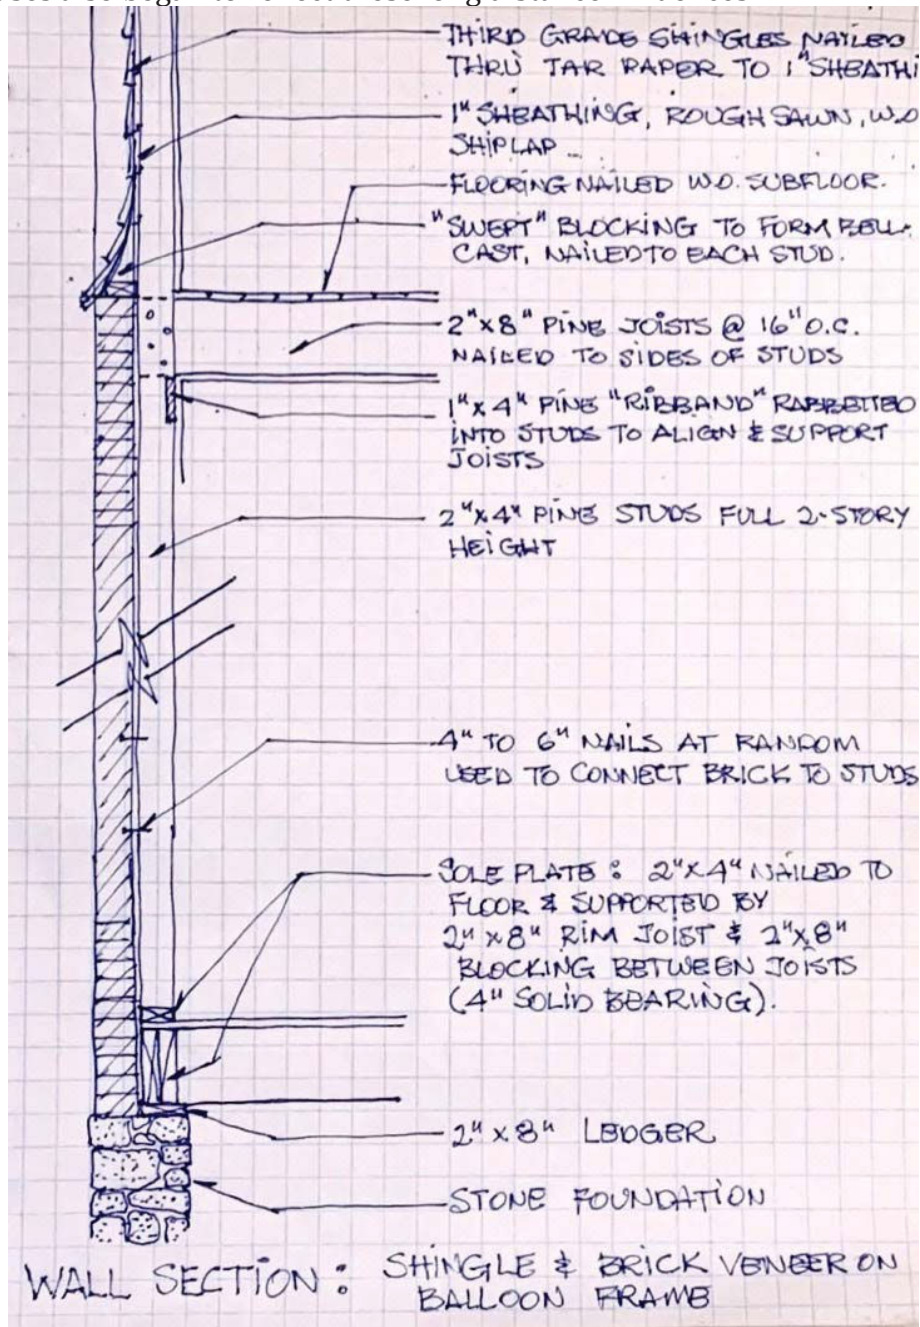 THIRD GRADE SHINGLES NAILED
THRU TAR PAPER TO 1" SHEATHI
1" SHEATHING, ROUGH SAWN, W.O
SHIPLAP
FLOORING NAILED W.O. SUBFLOOR.
"SWEPT" BLOCKING TO FORM BELL-
CAST, NAILED TO EACH STUD.
2"x8" PINE JOISTS @ 16" O.C.
NAILED TO SIDES OF STUDS
1"x4" PINE "RIBBAND" RABBETTED
INTO STUDS TO ALIGN & SUPPORT
JOISTS
2"x4" PINE STUDS FULL 2-STORY
HEIGHT
4" TO 6" NAILS AT RANDOM
USED TO CONNECT BRICK TO STUDS
SOLE PLATE: 2"x4" NAILED TO
FLOOR & SUPPORTED BY
2"x8" RIM JOIST & 2"x8"
BLOCKING BETWEEN JOISTS
(4" SOLID BEARING).
2" x 8" LEDGER
STONE FOUNDATION
WALL SECTION: SHINGLE & BRICK VENEER ON
BALLOON FRAME